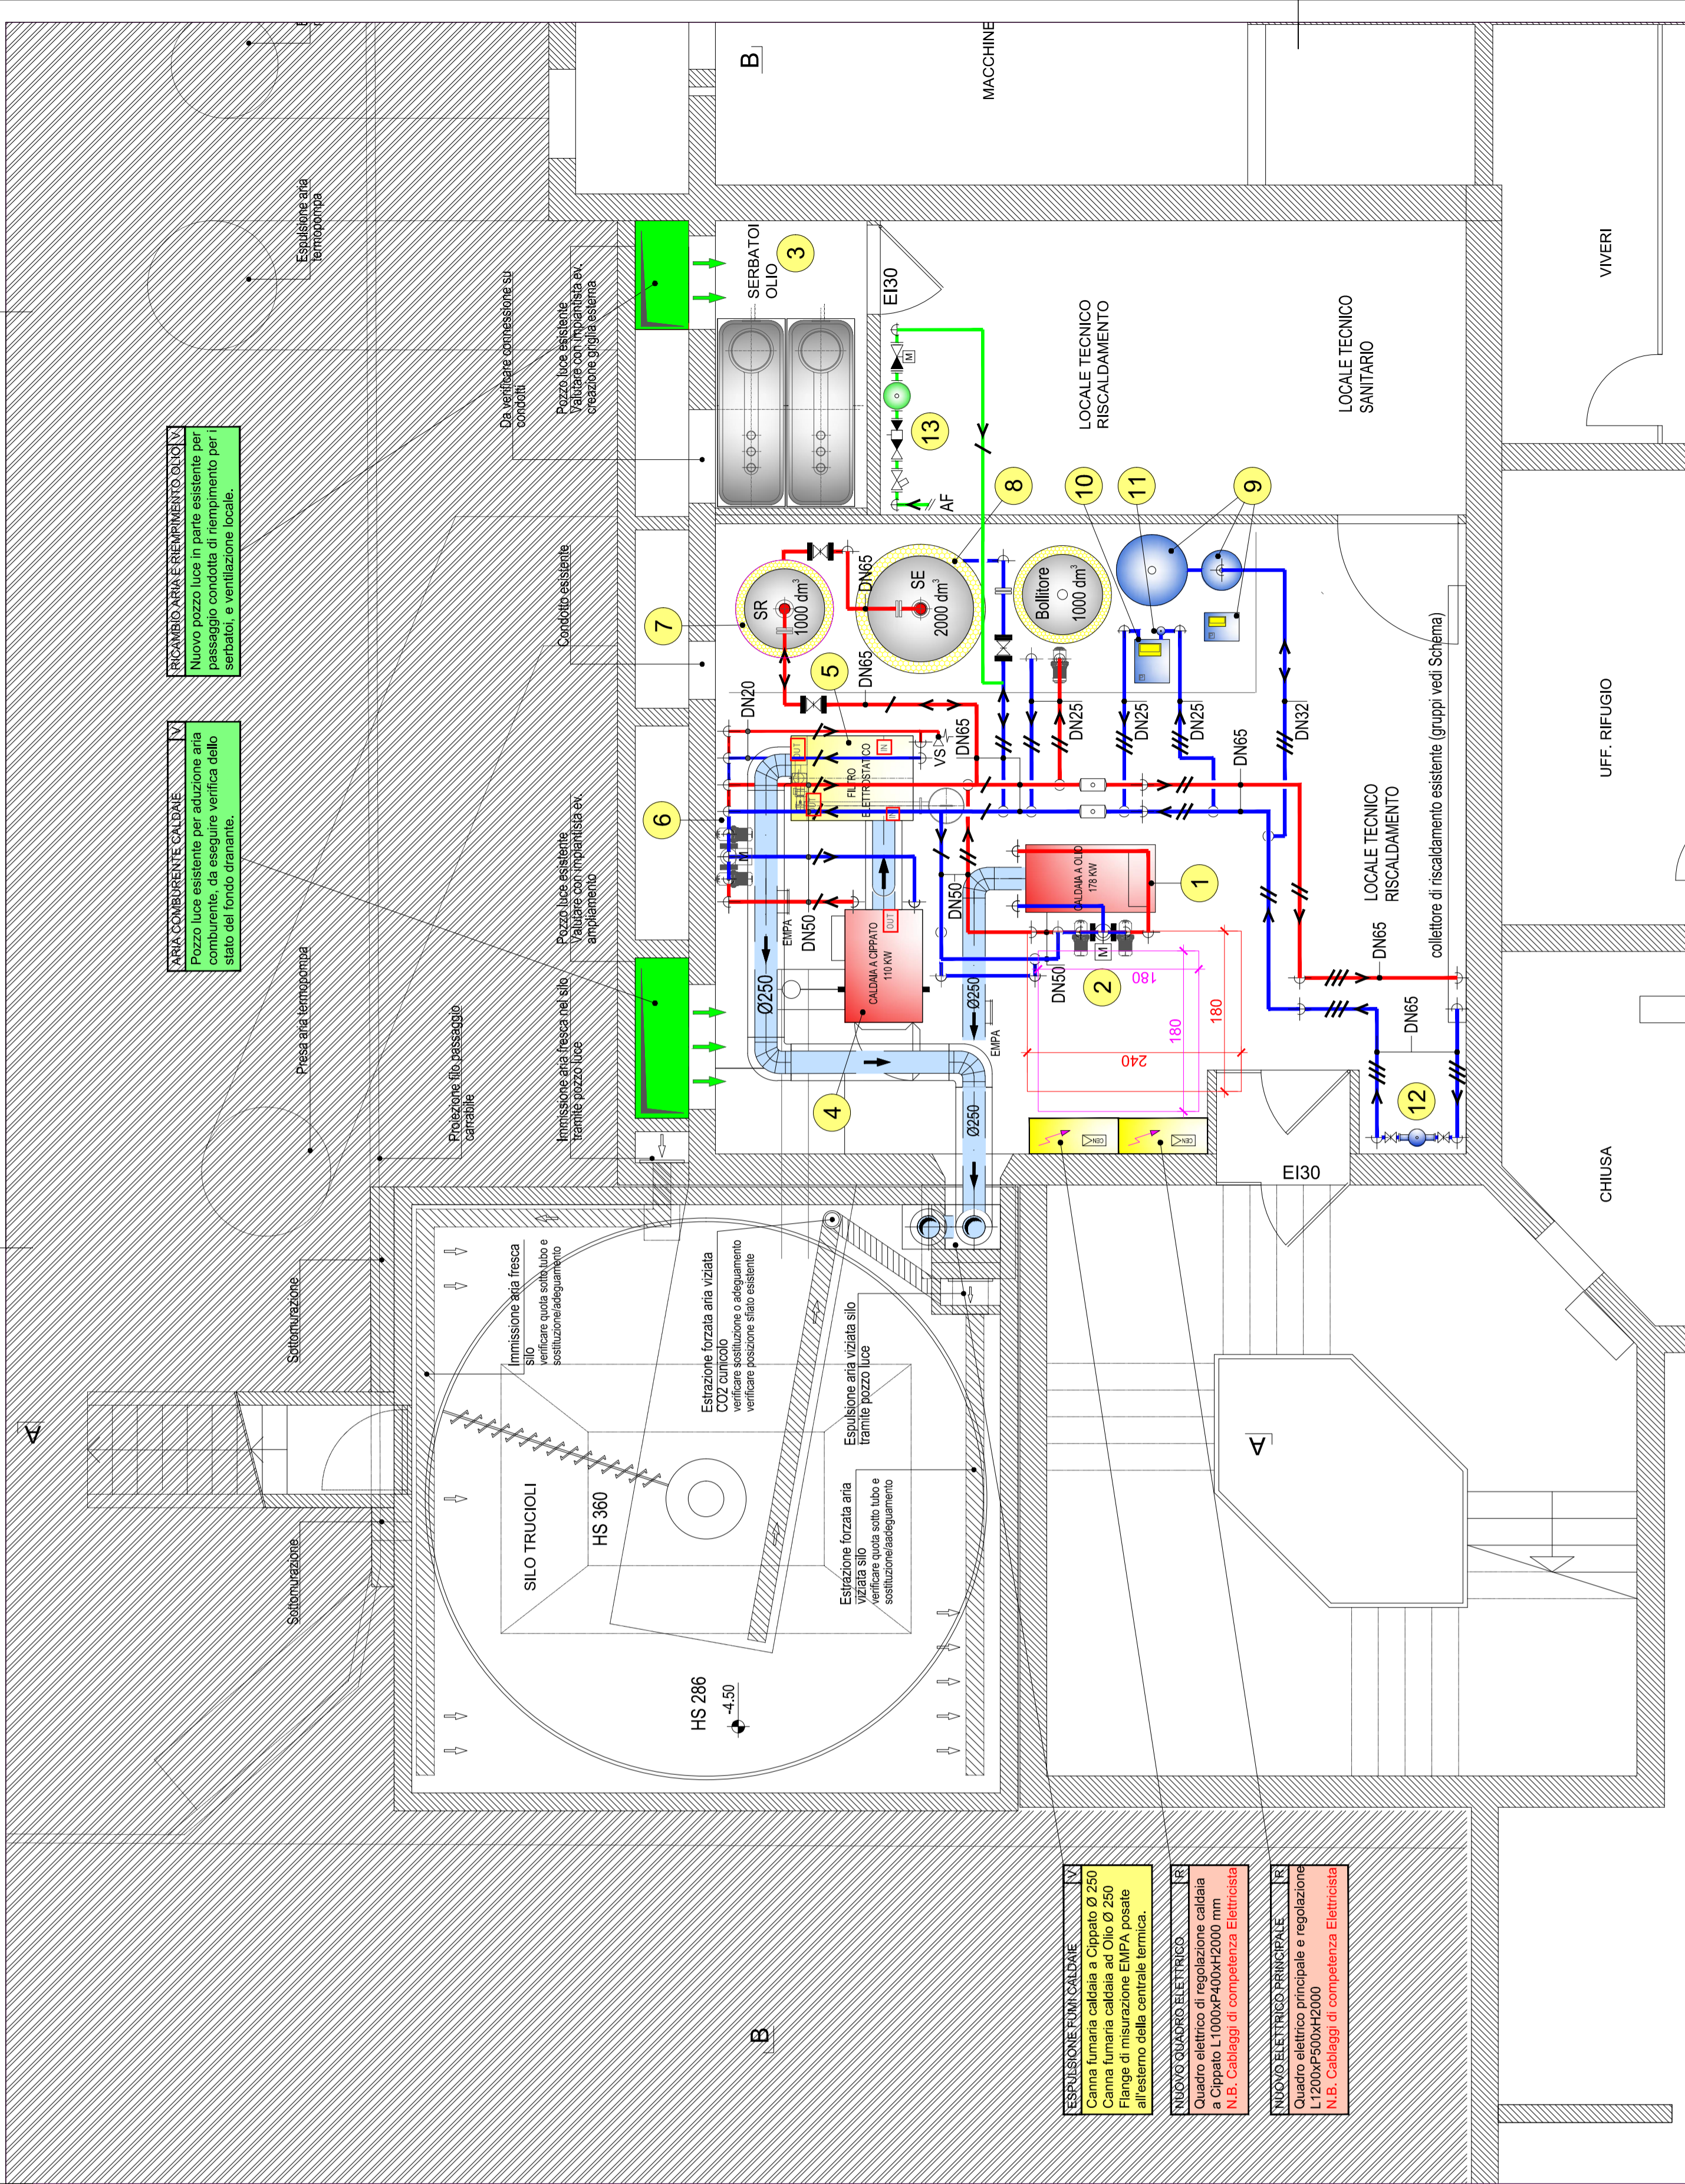 ARIA COMBURENTE CALDAIE V
Pozzo luce esistente per aduzione aria
comburente, da eseguire verifica dello
stato del fondo dranante.
RICAMBIO ARIA E RIEMPIMENTO OLIO V
Nuovo pozzo luce in parte esistente per
passaggio condotta di riempimento per i
serbatoi, e ventilazione locale.
A
Sottomurazione
Sottomurazione
Presa aria termopompa
Espulsione aria
termopompa
Proiezione filo passaggio
carrabile
Immissione aria fresca nel silo
tramite pozzo luce
Pozzo luce esistente
Valutare con impiantista ev.
ampliamento
Condotto esistente
Da verificare connessione su
condotti
Pozzo luce esistente
Valutare con impiantista ev.
creazione griglia esterna
SILO TRUCIOLI
HS 360
HS 286
-4.50
Immissione aria fresca
silo
verificare quota sotto tubo e
sostituzione/adeguamento
Estrazione forzata aria viziata
CO2 cunicolo
verificare sostituzione o adeguamento
verificare posizione sfiato esistente
Estrazione forzata aria
viziata silo
verificare quota sotto tubo e
sostituzione/aadeguamento
Espulsione aria viziata silo
tramite pozzo luce
B
B
6
7
3
SERBATOI
OLIO
MACCHINE
EI30
DN20
Ø250
EMPA
DN50
5
OUT
OUT
IN
IN
FILTRO
ELETTROSTATICO
M
DN65
SR
1000 dm³
DN65
SE
2000 dm³
4
CALDAIA A CIPPATO
110 KW
OUT
VS
DN65
AF
13
M
8
Ø250
Ø250
EMPA
DN50
CALDAIA A OLIO
178 KW
1
DN50
M
2
Bollitore
1000 dm³
DN25
DN25
DN25
10
11
9
DN32
DN65
180
180
240
180
CEN
CEN
LOCALE TECNICO
RISCALDAMENTO
LOCALE TECNICO
SANITARIO
LOCALE TECNICO
RISCALDAMENTO
DN65
DN65
12
collettore di riscaldamento esistente (gruppi vedi Schema)
EI30
A
CHIUSA
UFF. RIFUGIO
VIVERI
ESPULSIONE FUMI CALDAIE V
Canna fumaria caldaia a Cippato Ø 250
Canna fumaria caldaia ad Olio Ø 250
Flange di misurazione EMPA posate
all'esterno della centrale termica.
NUOVO QUADRO ELETTRICO R
Quadro elettrico di regolazione caldaia
a Cippato L1000xP400xH2000 mm
N.B. Cablaggi di competenza Elettricista
NUOVO ELETTRICO PRINCIPALE R
Quadro elettrico principale e regolazione
L1200xP500xH2000
N.B. Cablaggi di competenza Elettricista